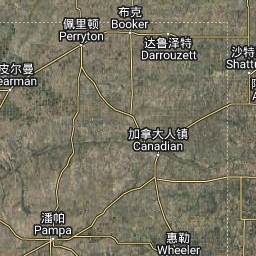 布克
Booker
佩里顿
Perryton
达鲁泽特
Darrouzett
沙特
Shattu
皮尔曼
earman
加拿大人镇
Canadian
潘帕
Pampa
惠勒
Wheeler